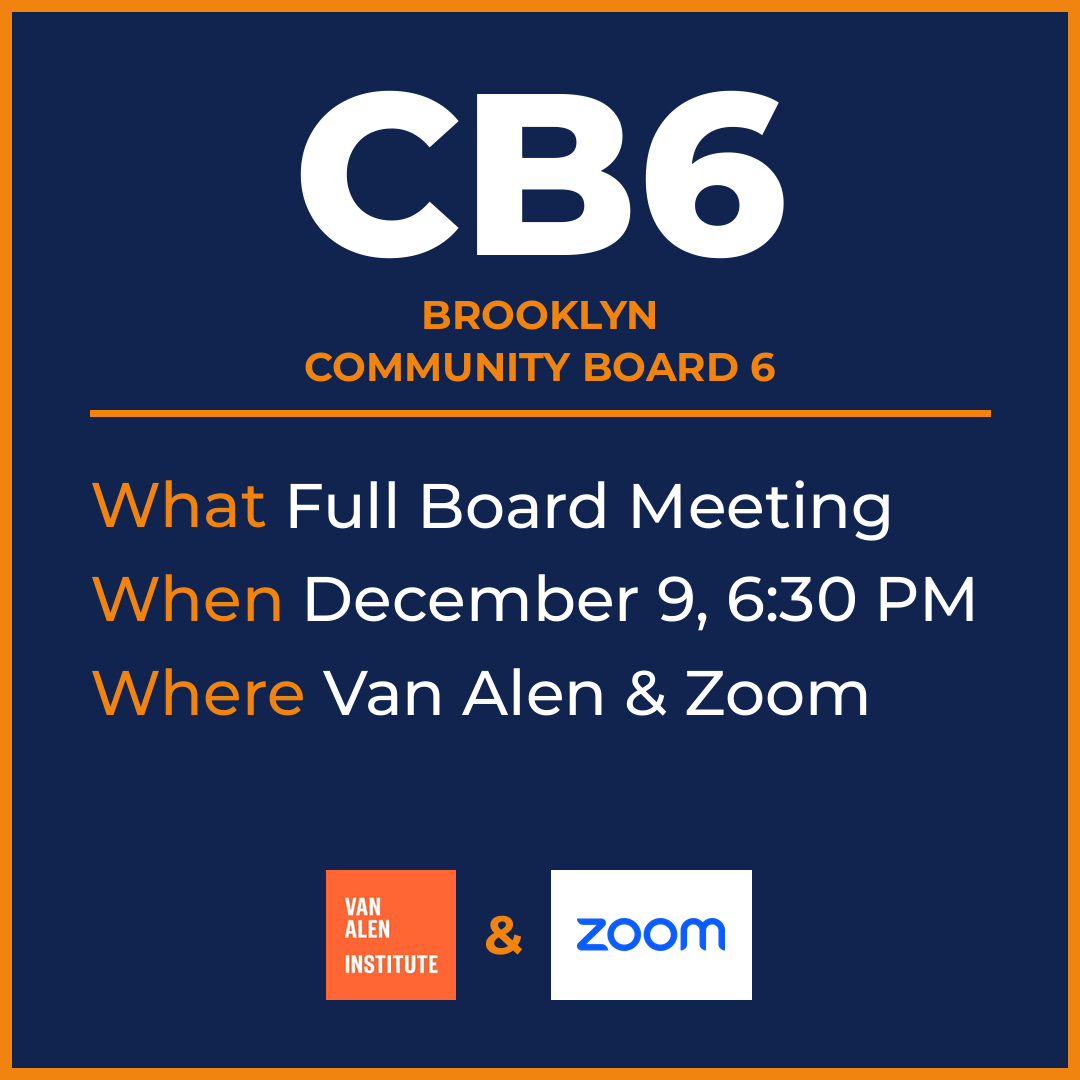 CB6
BROOKLYN
COMMUNITY BOARD 6
What Full Board Meeting
When December 9, 6:30 PM
Where Van Alen & Zoom
VAN
ALEN
INSTITUTE
&
zoom